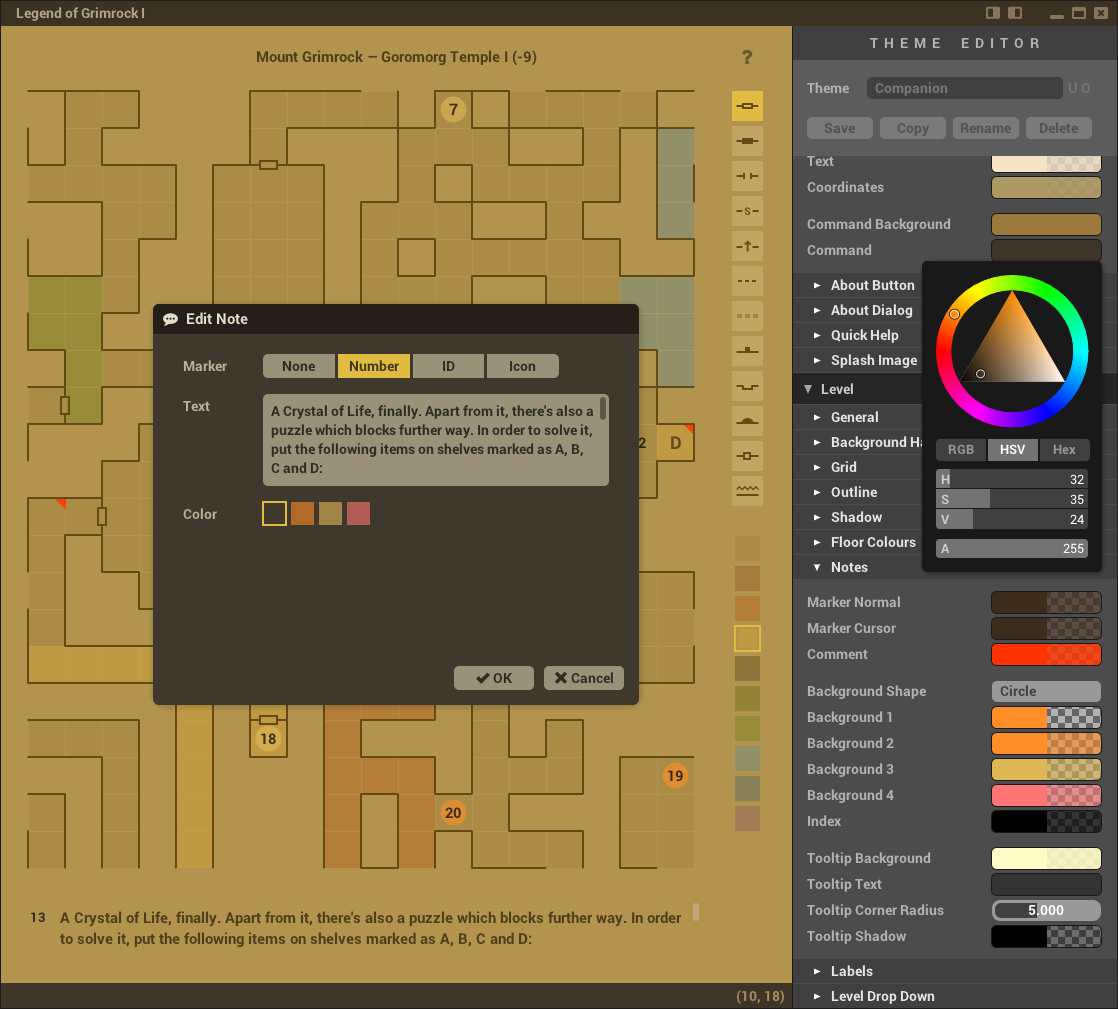 Legend of Grimrock I
Mount Grimrock — Goromorg Temple I (-9)
?
7
S
2
D
18
19
20
Edit Note
Marker
None
Number
ID
Icon
Text
A Crystal of Life, finally. Apart from it, there's also a
puzzle which blocks further way. In order to solve it,
put the following items on shelves marked as A, B,
C and D:
Color
OK
Cancel
13 A Crystal of Life, finally. Apart from it, there's also a puzzle which blocks further way. In order
to solve it, put the following items on shelves marked as A, B, C and D:
(10, 18)
THEME EDITOR
Theme
Companion
U O
Save
Copy
Rename
Delete
Text
Coordinates
Command Background
Command
About Button
About Dialog
Quick Help
Splash Image
Level
General
Background Ha
Grid
Outline
Shadow
Floor Colours
Notes
RGB
HSV
Hex
H 32
S 35
V 24
A 255
Marker Normal
Marker Cursor
Comment
Background Shape
Circle
Background 1
Background 2
Background 3
Background 4
Index
Tooltip Background
Tooltip Text
Tooltip Corner Radius
5.000
Tooltip Shadow
Labels
Level Drop Down